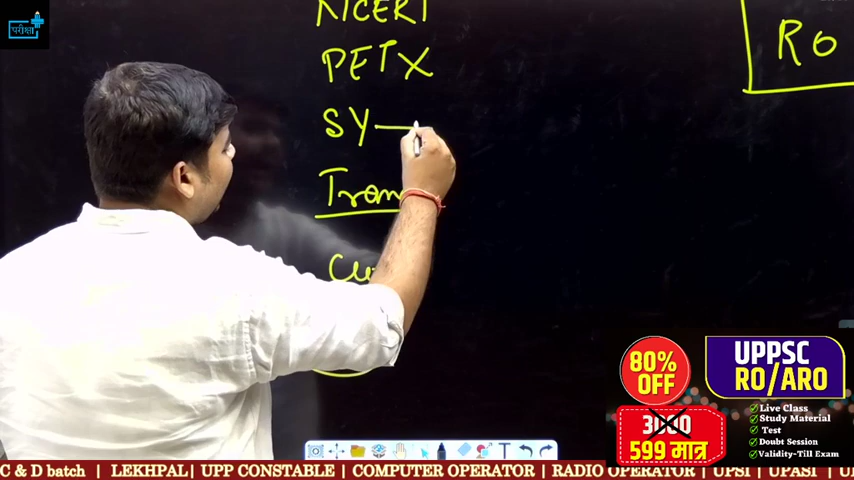 परीक्षा
NCERT
PETX
SY—
RO
80%
OFF
UPPSC
RO/ARO
3000
599 मात्र
Live Class
Study Material
Test
Doubt Session
Validity-Till Exam
C & D batch | LEKHPAL| UPP CONSTABLE | COMPUTER OPERATOR | RADIO OPERATOR | UPSI | UPASI |